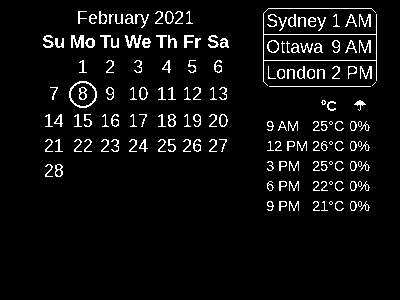 February 2021
Su Mo Tu We Th Fr Sa
1 2 3 4 5 6
7 8 9 10 11 12 13
14 15 16 17 18 19 20
21 22 23 24 25 26 27
28
Sydney 1 AM
Ottawa 9 AM
London 2 PM
°C ☂
9 AM 25°C 0%
12 PM 26°C 0%
3 PM 25°C 0%
6 PM 22°C 0%
9 PM 21°C 0%